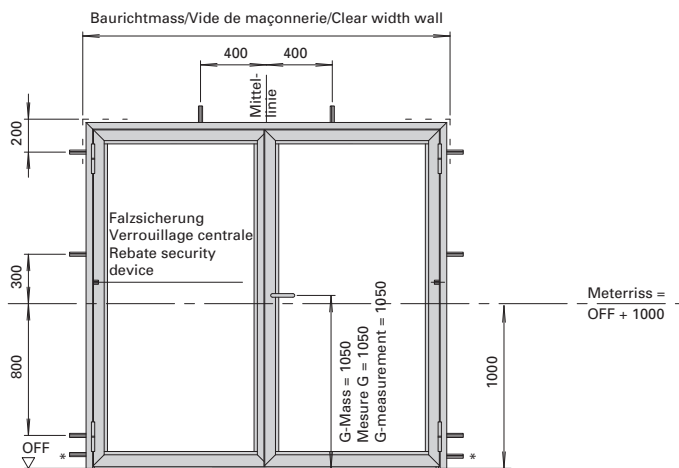 Baurichtmass/Vide de maçonnerie/Clear width wall
400
400
Mittel-
linie
200
Falzsicherung
Verrouillage centrale
Rebate security
device
300
Meterriss =
OFF + 1000
800
G-Mass = 1050
Mesure G = 1050
G-measurement = 1050
1000
OFF
*
*